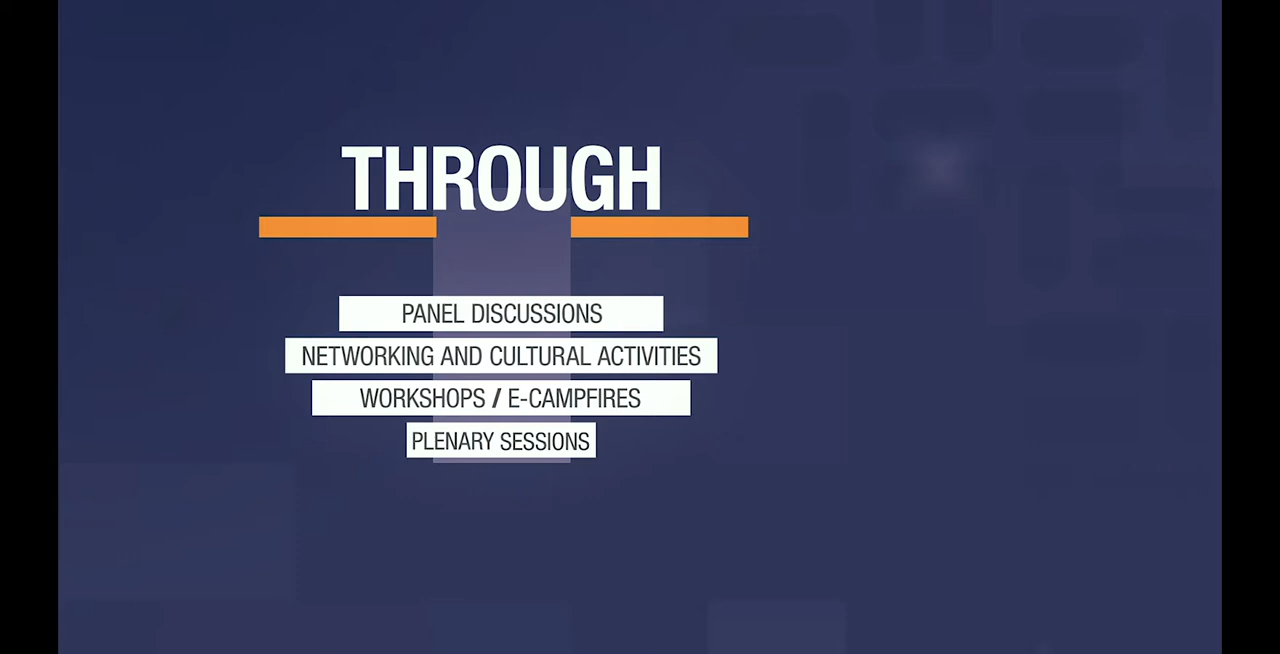 THROUGH
PANEL DISCUSSIONS
NETWORKING AND CULTURAL ACTIVITIES
WORKSHOPS / E-CAMPFIRES
PLENARY SESSIONS